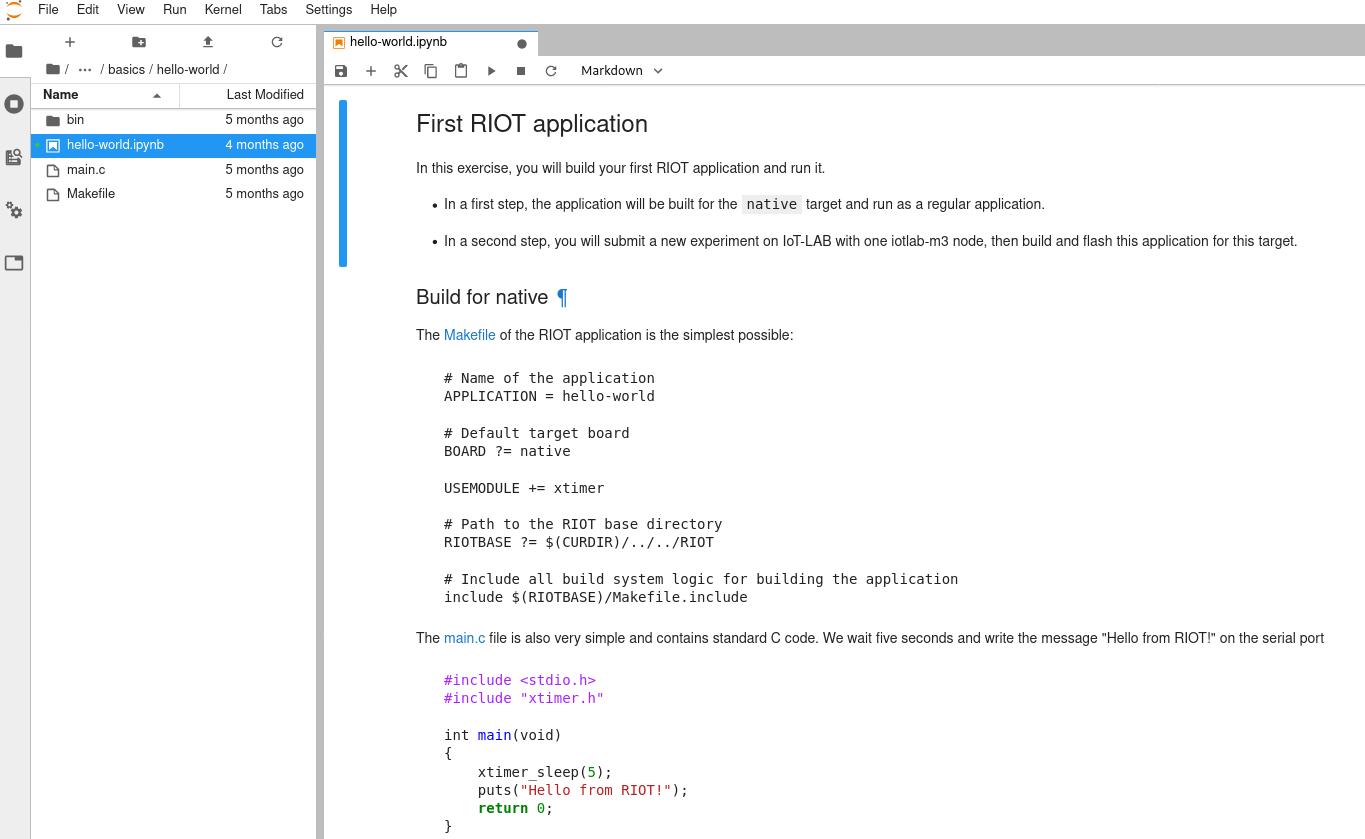 File Edit View Run Kernel Tabs Settings Help
hello-world.ipynb
/ ··· / basics / hello-world /
Markdown
Name Last Modified
bin 5 months ago
hello-world.ipynb 4 months ago
main.c 5 months ago
Makefile 5 months ago
First RIOT application
In this exercise, you will build your first RIOT application and run it.
• In a first step, the application will be built for the native target and run as a regular application.
• In a second step, you will submit a new experiment on IoT-LAB with one iotlab-m3 node, then build and flash this application for this target.
Build for native ¶
The Makefile of the RIOT application is the simplest possible:
# Name of the application
APPLICATION = hello-world
# Default target board
BOARD ?= native
USEMODULE += xtimer
# Path to the RIOT base directory
RIOTBASE ?= $(CURDIR)/../../RIOT
# Include all build system logic for building the application
include $(RIOTBASE)/Makefile.include
The main.c file is also very simple and contains standard C code. We wait five seconds and write the message "Hello from RIOT!" on the serial port
#include <stdio.h>
#include "xtimer.h"
int main(void)
{
    xtimer_sleep(5);
    puts("Hello from RIOT!");
    return 0;
}